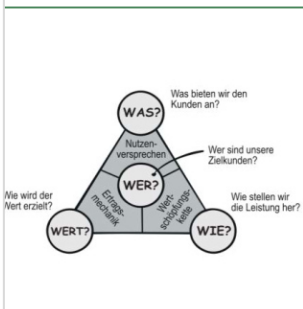 Was bieten wir den
Kunden an?
WAS?
Nutzen-
versprechen
Wer sind unsere
Zielkunden?
WER?
Wie wird der
Wert erzielt?
Ertrags-
mechanik
Wert-
schöpfungs-
kette
Wie stellen wir
die Leistung her?
WERT?
WIE?